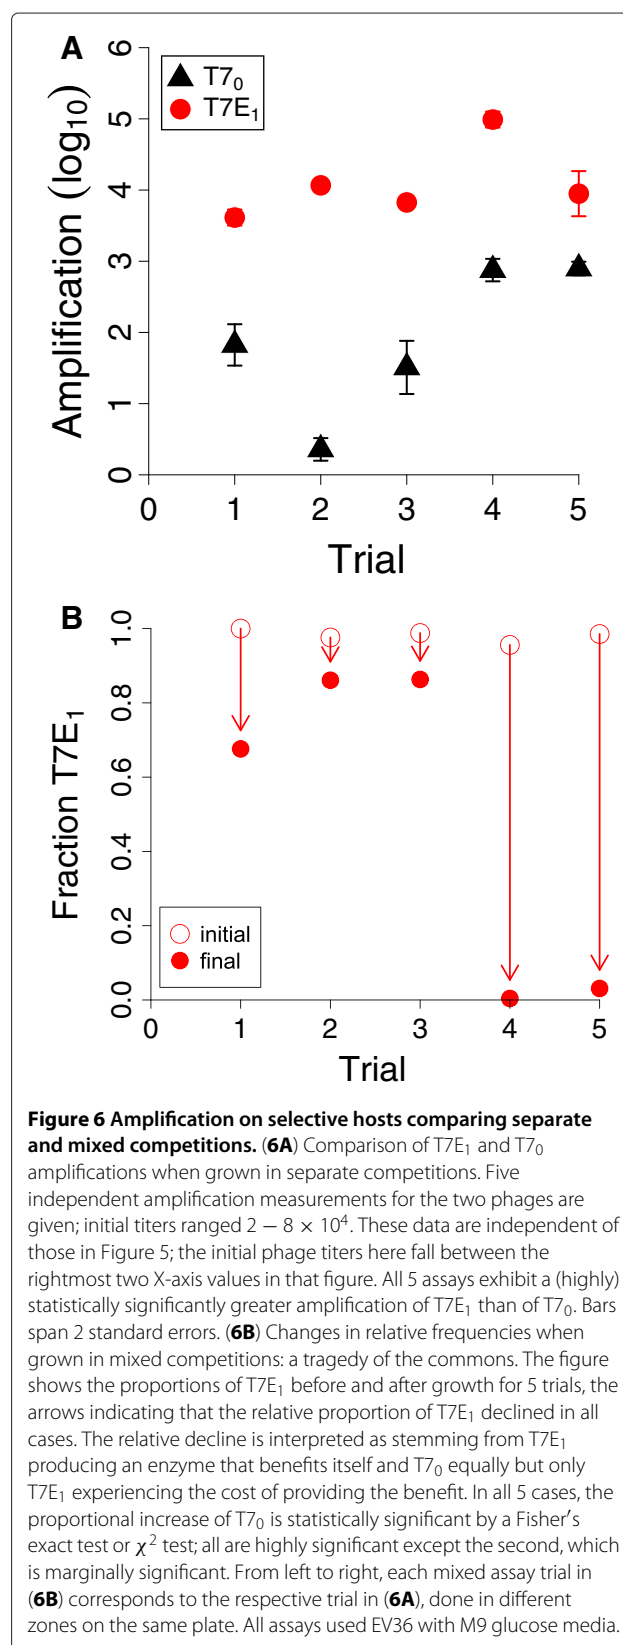 A
Amplification (log10)
6
5
4
3
2
1
0
T70
T7E1
0 1 2 3 4 5
Trial
B
Fraction T7E1
1.0
0.8
0.6
0.4
0.2
0.0
initial
final
0 1 2 3 4 5
Trial
Figure 6 Amplification on selective hosts comparing separate
and mixed competitions. (6A) Comparison of T7E1 and T70
amplifications when grown in separate competitions. Five
independent amplification measurements for the two phages are
given; initial titers ranged 2 − 8 × 10⁴. These data are independent of
those in Figure 5; the initial phage titers here fall between the
rightmost two X-axis values in that figure. All 5 assays exhibit a (highly)
statistically significantly greater amplification of T7E1 than of T70. Bars
span 2 standard errors. (6B) Changes in relative frequencies when
grown in mixed competitions: a tragedy of the commons. The figure
shows the proportions of T7E1 before and after growth for 5 trials, the
arrows indicating that the relative proportion of T7E1 declined in all
cases. The relative decline is interpreted as stemming from T7E1
producing an enzyme that benefits itself and T70 equally but only
T7E1 experiencing the cost of providing the benefit. In all 5 cases, the
proportional increase of T70 is statistically significant by a Fisher's
exact test or χ² test; all are highly significant except the second, which
is marginally significant. From left to right, each mixed assay trial in
(6B) corresponds to the respective trial in (6A), done in different
zones on the same plate. All assays used EV36 with M9 glucose media.